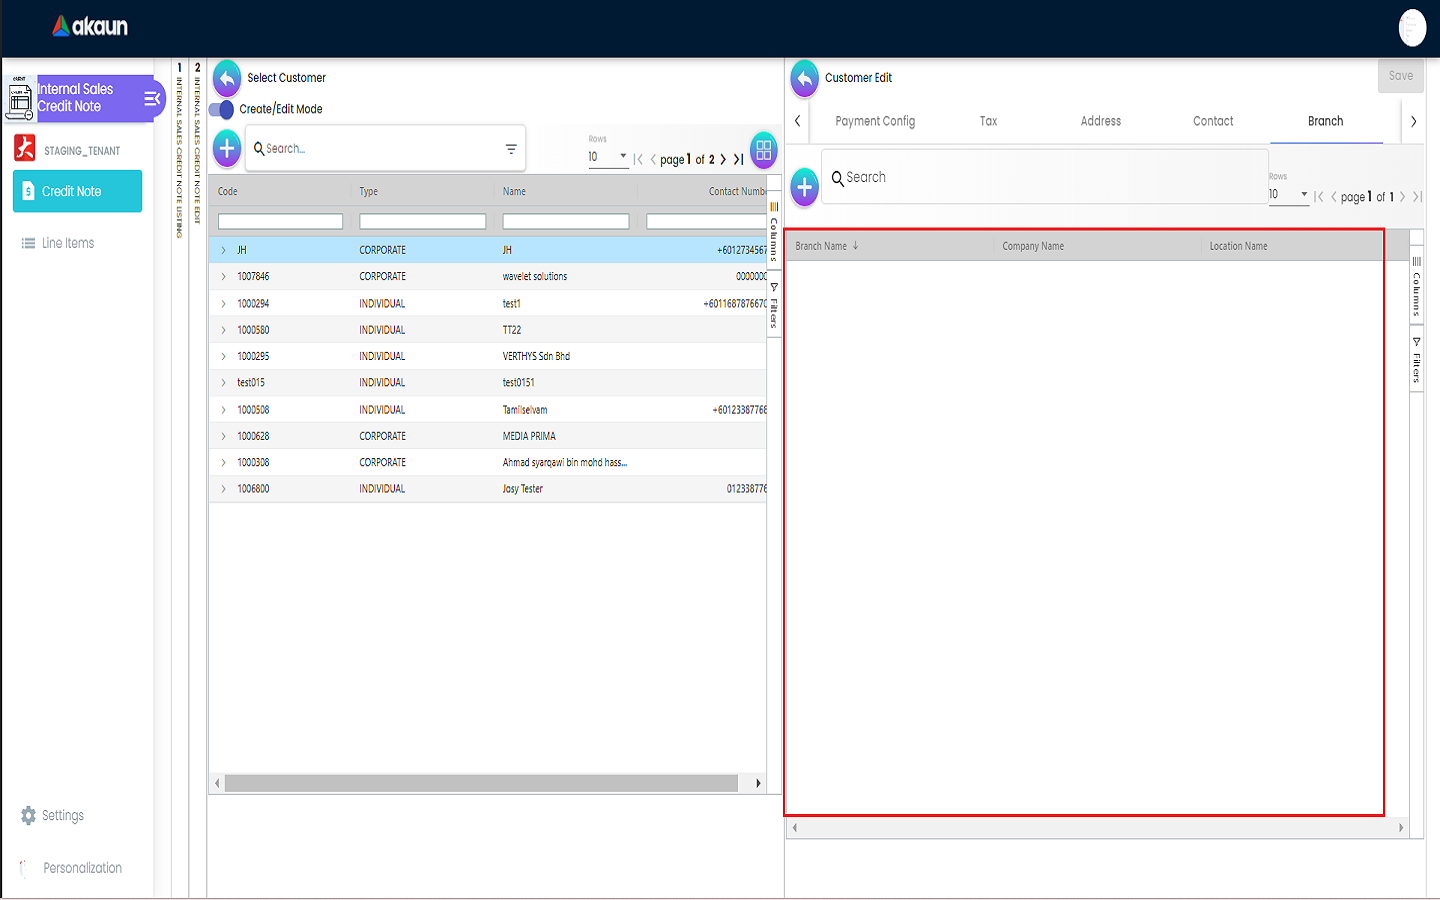 akaun
Internal Sales
Credit Note
STAGING_TENANT
Credit Note
Line Items
Settings
Personalization
1 INTERNAL SALES CREDIT NOTE LISTING
2 INTERNAL SALES CREDIT NOTE EDIT
Select Customer
Create/Edit Mode
Search...
Rows
10
page 1 of 2
Code Type Name Contact Numbe
JH CORPORATE JH +6012734567
1007846 CORPORATE wavelet solutions 0000000
1000294 INDIVIDUAL test1 +6011687876670
1000580 INDIVIDUAL TT22
1000295 INDIVIDUAL VERTHYS Sdn Bhd
test015 INDIVIDUAL test0151
1000508 INDIVIDUAL Tamilselvam +6012338776
1000628 CORPORATE MEDIA PRIMA
1000308 CORPORATE Ahmad syarqawi bin mohd hass...
1006800 INDIVIDUAL Josy Tester 012338776
Columns
Filters
Customer Edit
Save
Payment Config Tax Address Contact Branch
Search
Rows
10
page 1 of 1
Branch Name Company Name Location Name
Columns
Filters